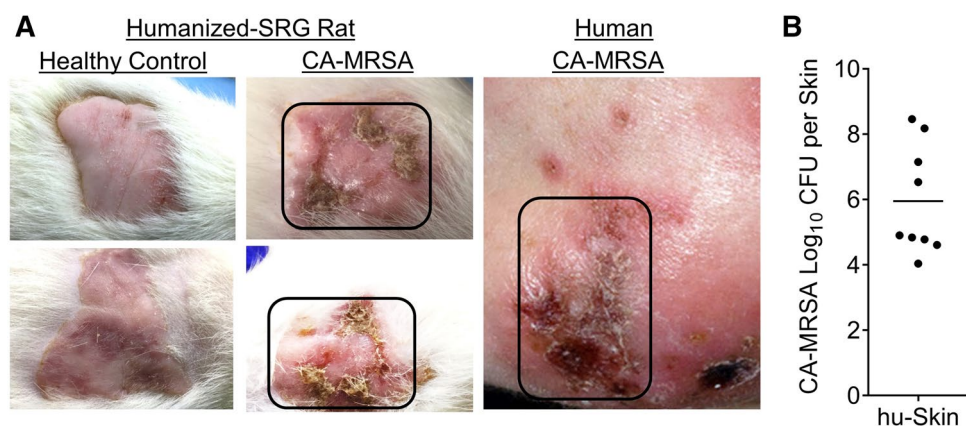 A
Humanized-SRG Rat
Healthy Control
CA-MRSA
Human
CA-MRSA
B
CA-MRSA Log10 CFU per Skin
10
8
6
4
2
0
hu-Skin